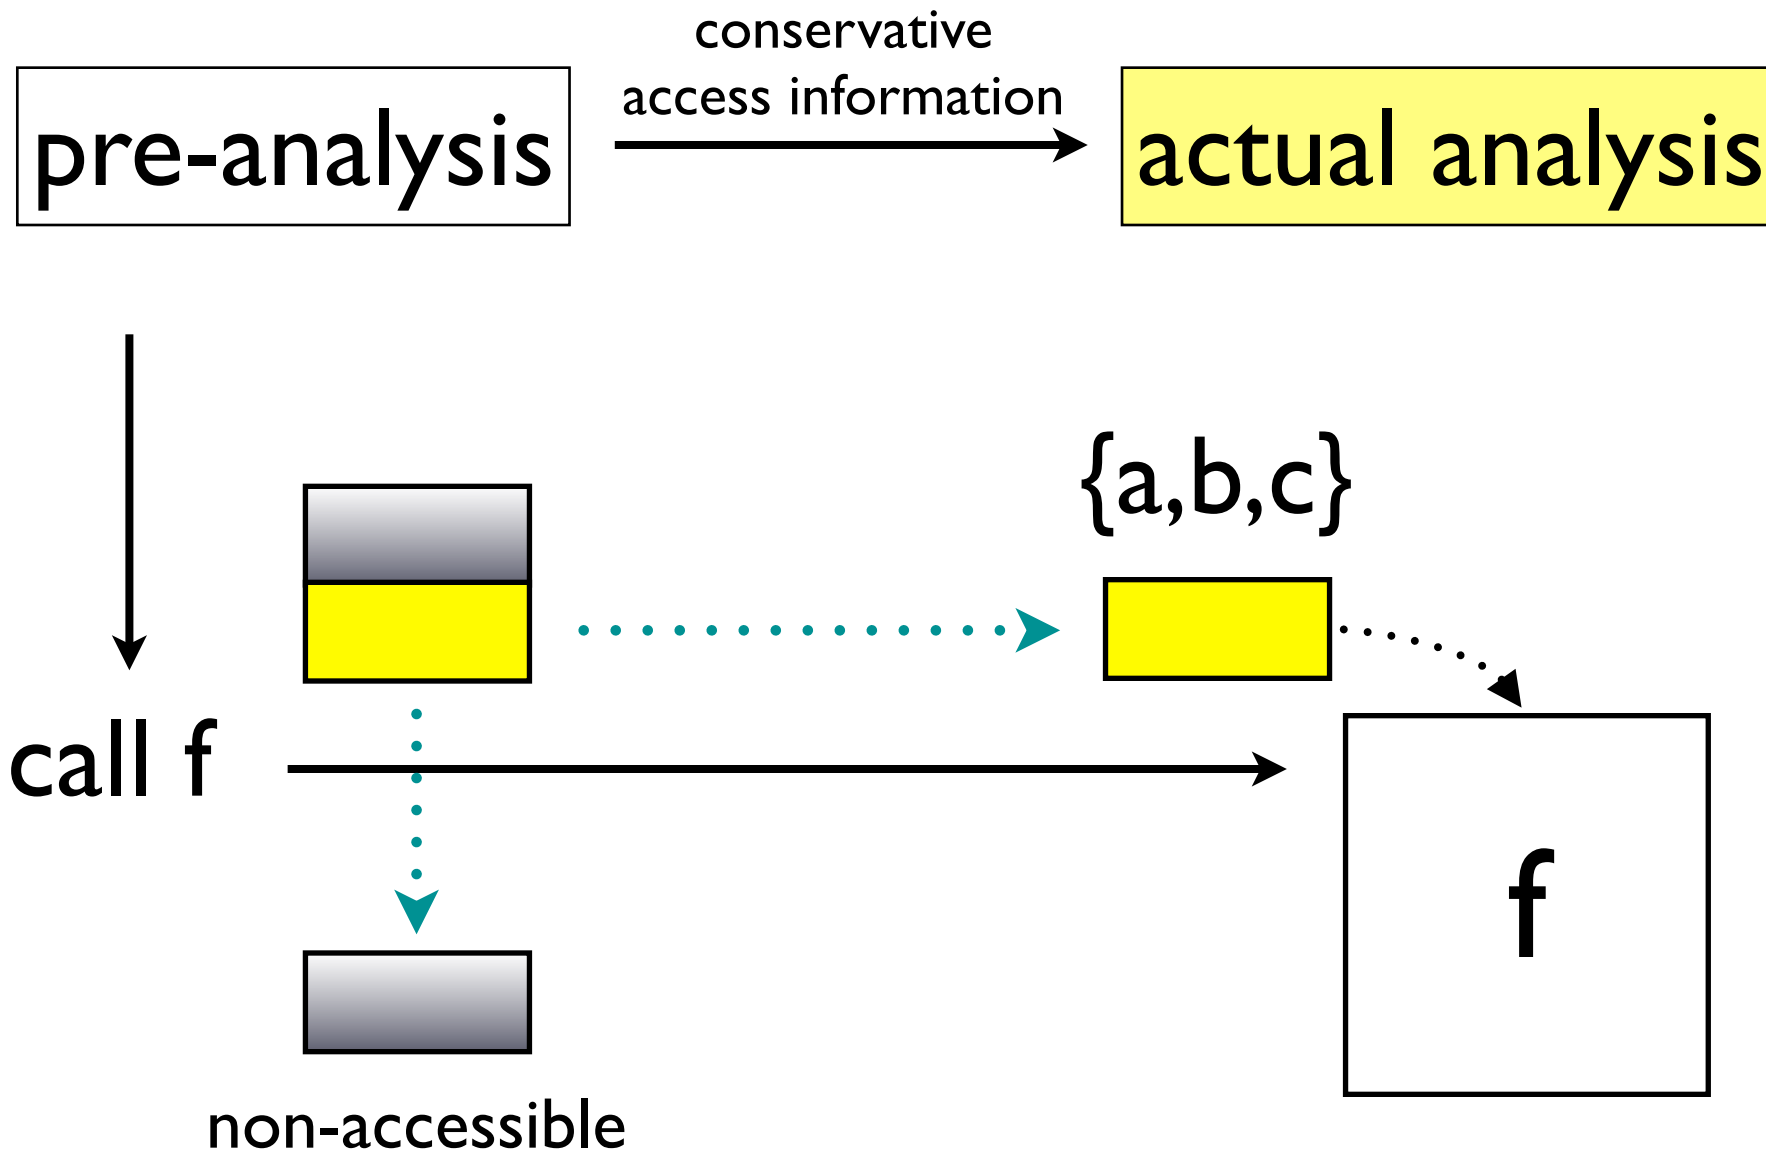 conservative
access information
pre-analysis
actual analysis
{a,b,c}
call f
f
non-accessible